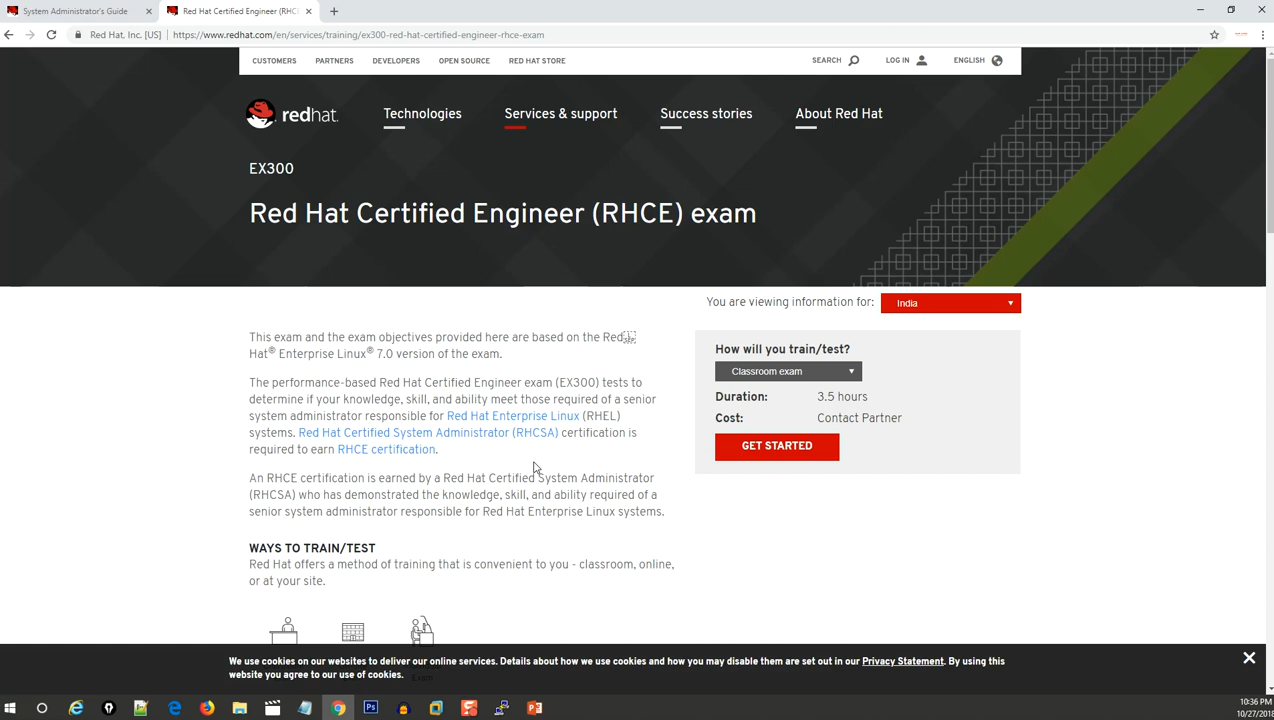 System Administrator's Guide
Red Hat Certified Engineer (RHC
Red Hat, Inc. [US]
https://www.redhat.com/en/services/training/ex300-red-hat-certified-engineer-rhce-exam
CUSTOMERS PARTNERS DEVELOPERS OPEN SOURCE RED HAT STORE SEARCH LOG IN ENGLISH
redhat. Technologies Services & support Success stories About Red Hat
EX300
Red Hat Certified Engineer (RHCE) exam
You are viewing information for: India
This exam and the exam objectives provided here are based on the Red
Hat® Enterprise Linux® 7.0 version of the exam.
The performance-based Red Hat Certified Engineer exam (EX300) tests to
determine if your knowledge, skill, and ability meet those required of a senior
system administrator responsible for Red Hat Enterprise Linux (RHEL)
systems. Red Hat Certified System Administrator (RHCSA) certification is
required to earn RHCE certification.
An RHCE certification is earned by a Red Hat Certified System Administrator
(RHCSA) who has demonstrated the knowledge, skill, and ability required of a
senior system administrator responsible for Red Hat Enterprise Linux systems.
WAYS TO TRAIN/TEST
Red Hat offers a method of training that is convenient to you - classroom, online,
or at your site.
How will you train/test?
Classroom exam
Duration: 3.5 hours
Cost: Contact Partner
GET STARTED
We use cookies on our websites to deliver our online services. Details about how we use cookies and how you may disable them are set out in our Privacy Statement. By using this
website you agree to our use of cookies.
Exam
10:36 PM
10/27/2018